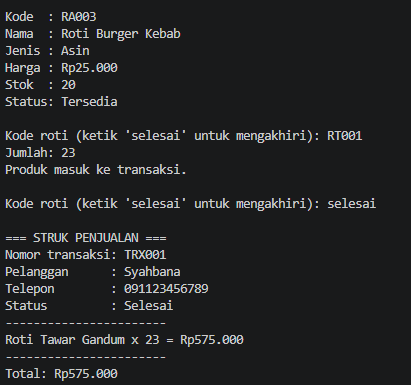 Kode  : RA003
Nama  : Roti Burger Kebab
Jenis : Asin
Harga : Rp25.000
Stok  : 20
Status: Tersedia

Kode roti (ketik 'selesai' untuk mengakhiri): RT001
Jumlah: 23
Produk masuk ke transaksi.

Kode roti (ketik 'selesai' untuk mengakhiri): selesai

=== STRUK PENJUALAN ===
Nomor transaksi: TRX001
Pelanggan      : Syahbana
Telepon        : 091123456789
Status         : Selesai
-----------------------
Roti Tawar Gandum x 23 = Rp575.000
-----------------------
Total: Rp575.000